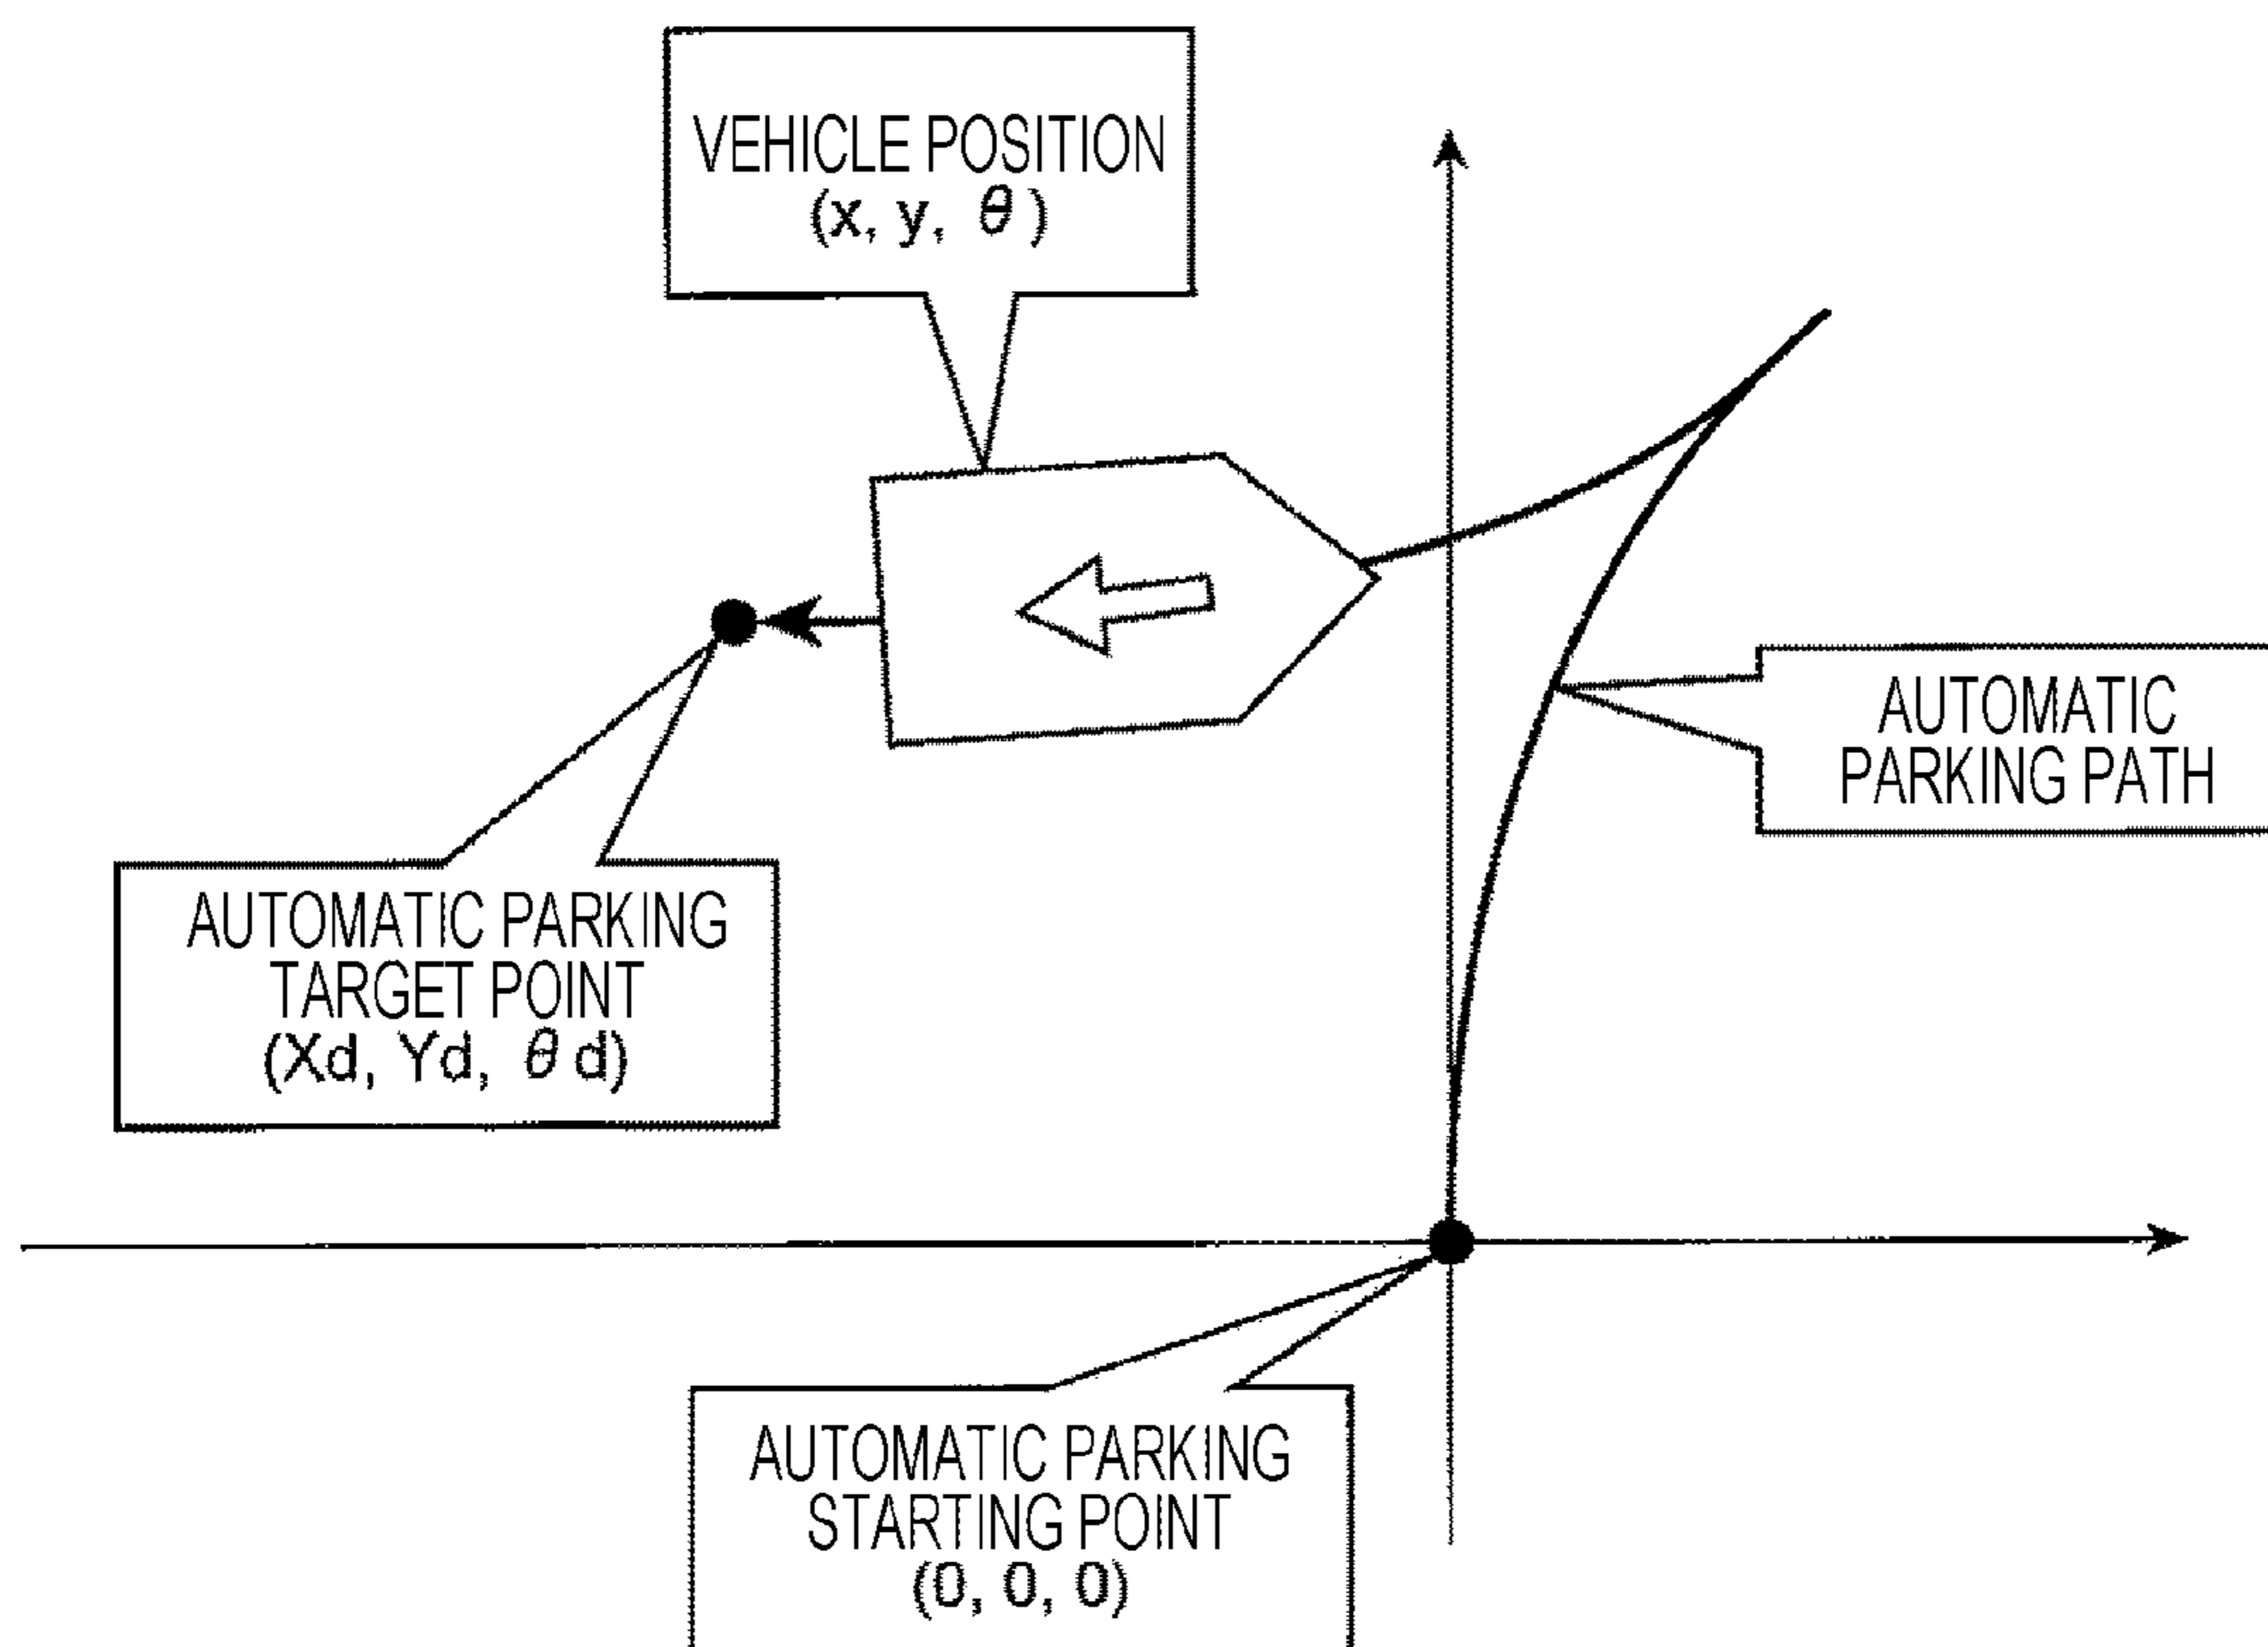 VEHICLE POSITION
(x, y, θ)
AUTOMATIC
PARKING PATH
AUTOMATIC PARKING
TARGET POINT
(Xd, Yd, θd)
AUTOMATIC PARKING
STARTING POINT
(0, 0, 0)